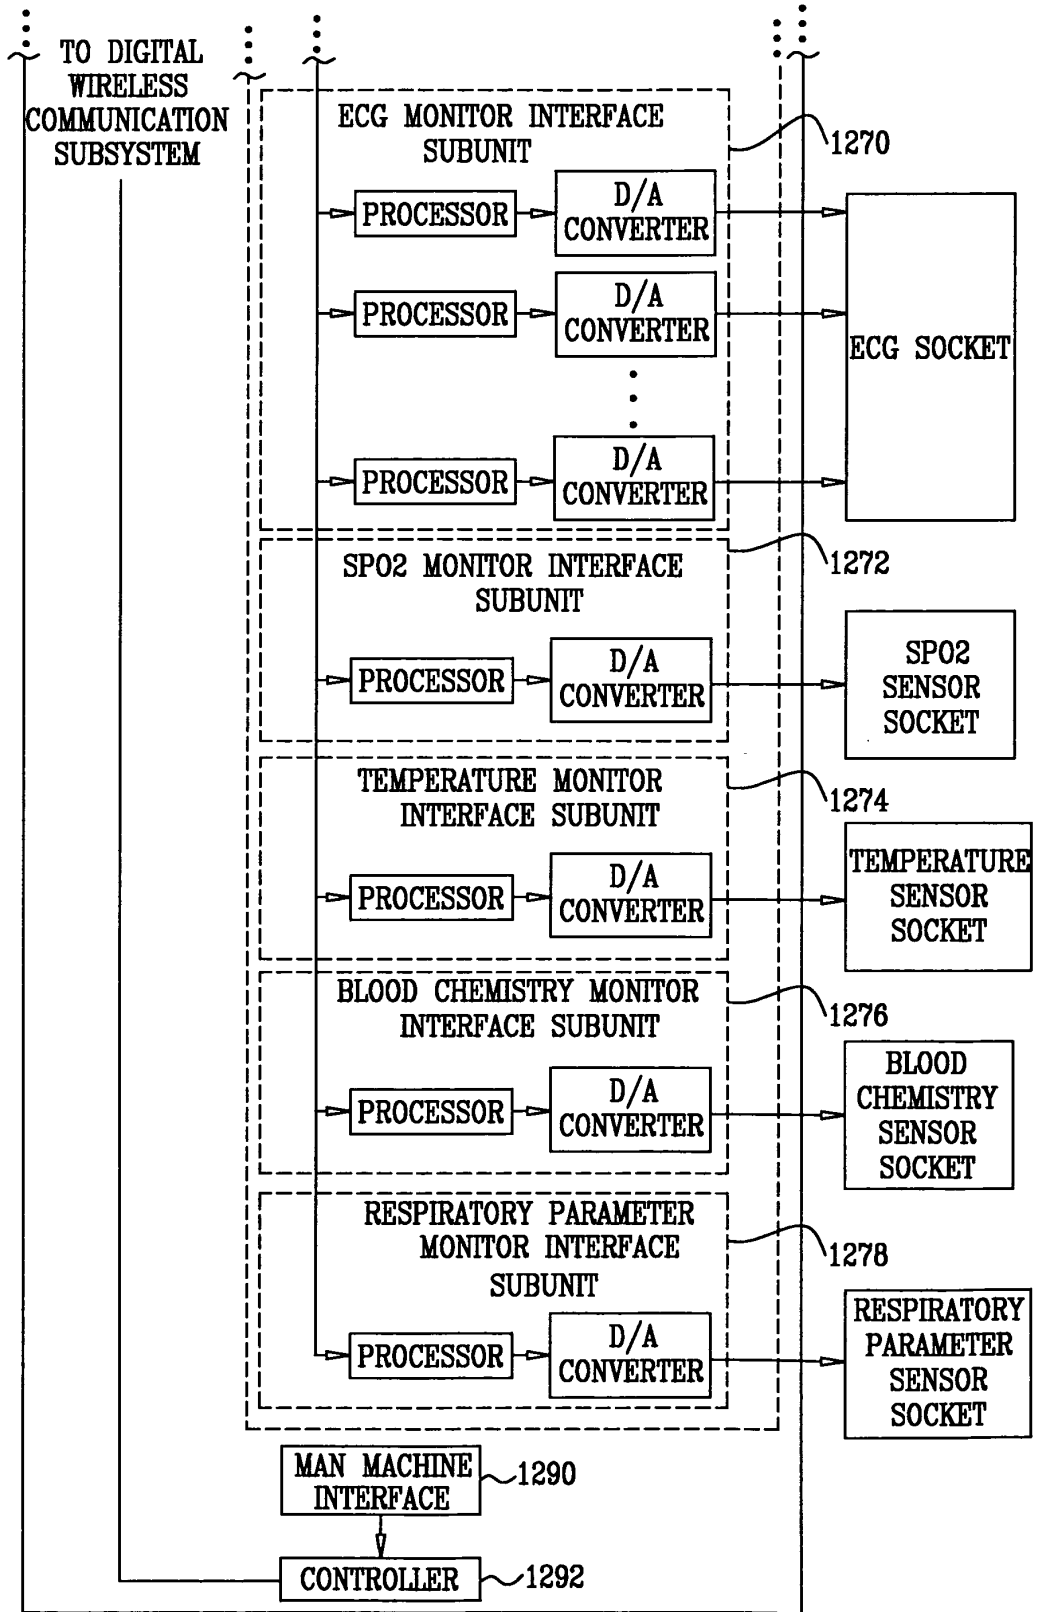 TO DIGITAL
WIRELESS
COMMUNICATION
SUBSYSTEM
ECG MONITOR INTERFACE
SUBUNIT
1270
PROCESSOR
D/A
CONVERTER
PROCESSOR
D/A
CONVERTER
PROCESSOR
D/A
CONVERTER
ECG SOCKET
SPO2 MONITOR INTERFACE
SUBUNIT
1272
PROCESSOR
D/A
CONVERTER
SPO2
SENSOR
SOCKET
TEMPERATURE MONITOR
INTERFACE SUBUNIT
1274
PROCESSOR
D/A
CONVERTER
TEMPERATURE
SENSOR
SOCKET
BLOOD CHEMISTRY MONITOR
INTERFACE SUBUNIT
1276
PROCESSOR
D/A
CONVERTER
BLOOD
CHEMISTRY
SENSOR
SOCKET
RESPIRATORY PARAMETER
MONITOR INTERFACE
SUBUNIT
1278
PROCESSOR
D/A
CONVERTER
RESPIRATORY
PARAMETER
SENSOR
SOCKET
MAN MACHINE
INTERFACE
1290
CONTROLLER
1292